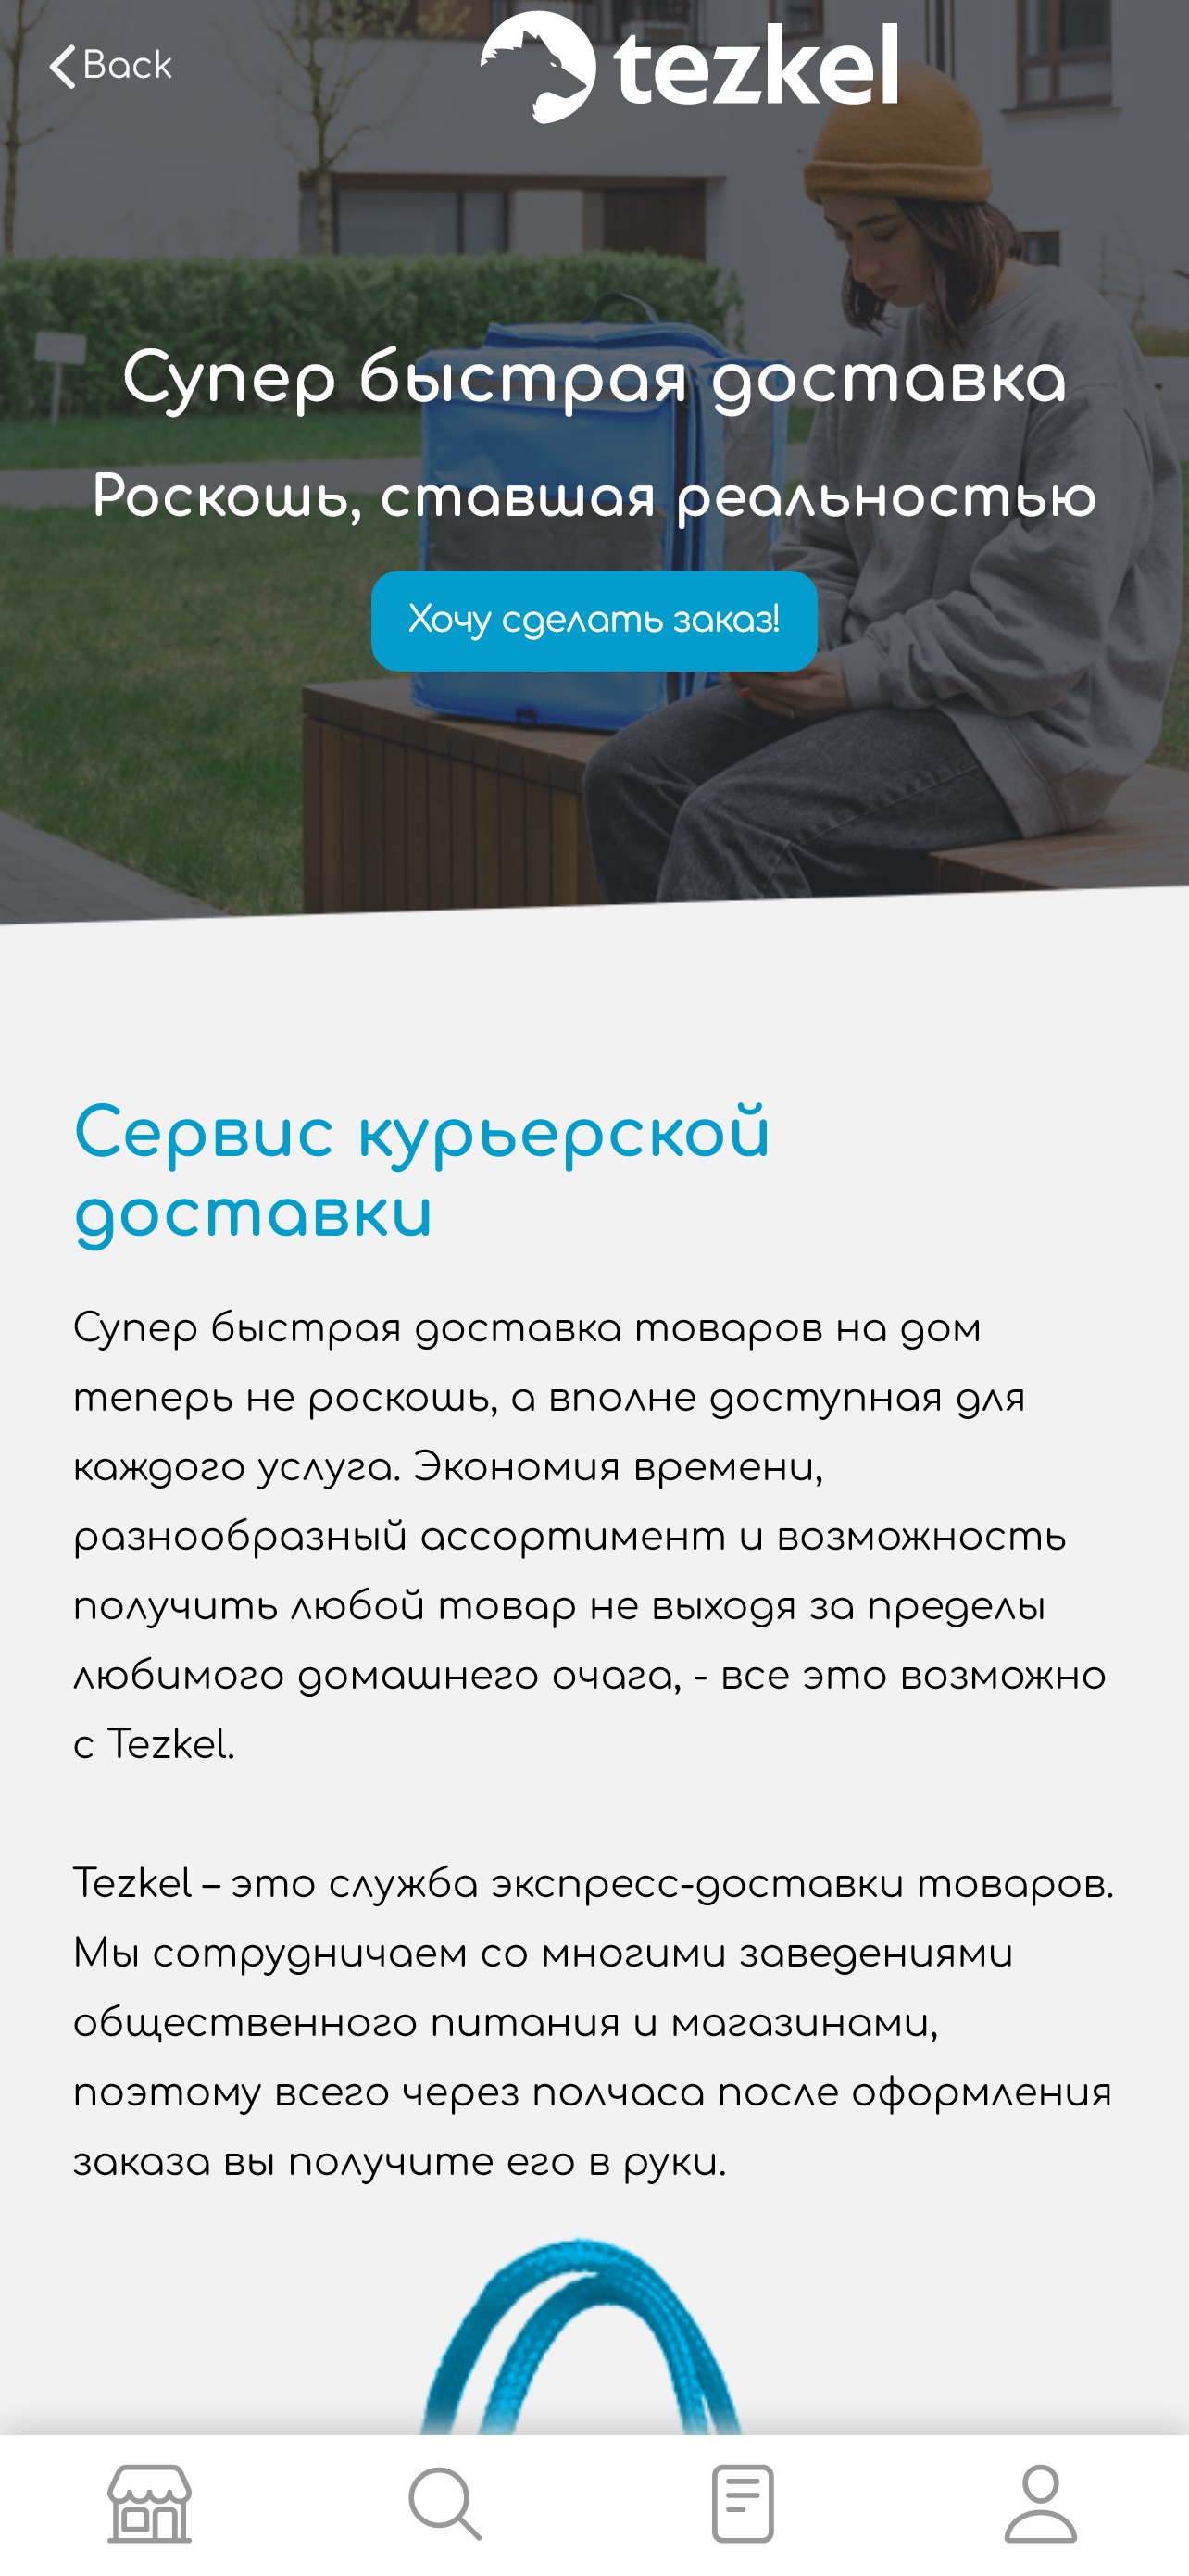 Back
tezkel
Супер быстрая доставка
Роскошь, ставшая реальностью
Хочу сделать заказ!
Сервис курьерской
доставки
Супер быстрая доставка товаров на дом
теперь не роскошь, а вполне доступная для
каждого услуга. Экономия времени,
разнообразный ассортимент и возможность
получить любой товар не выходя за пределы
любимого домашнего очага, - все это возможно
с Tezkel.
Tezkel – это служба экспресс-доставки товаров.
Мы сотрудничаем со многими заведениями
общественного питания и магазинами,
поэтому всего через полчаса после оформления
заказа вы получите его в руки.